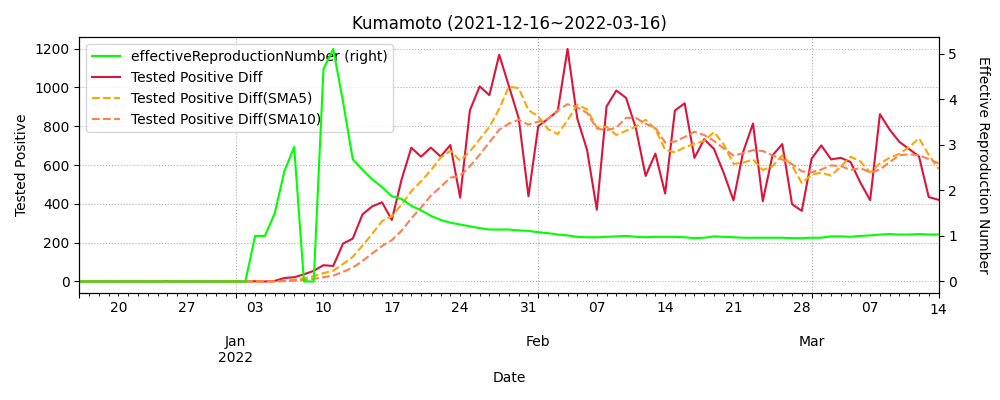 Kumamoto (2021-12-16~2022-03-16)
effectiveReproductionNumber (right)
Tested Positive Diff
Tested Positive Diff(SMA5)
Tested Positive Diff(SMA10)
Tested Positive
1200
1000
800
600
400
200
0
5
4
3
2
1
0
Effective Reproduction Number
20 27 03 10 17 24 31 07 14 21 28 07 14
Jan Feb Mar
2022
Date